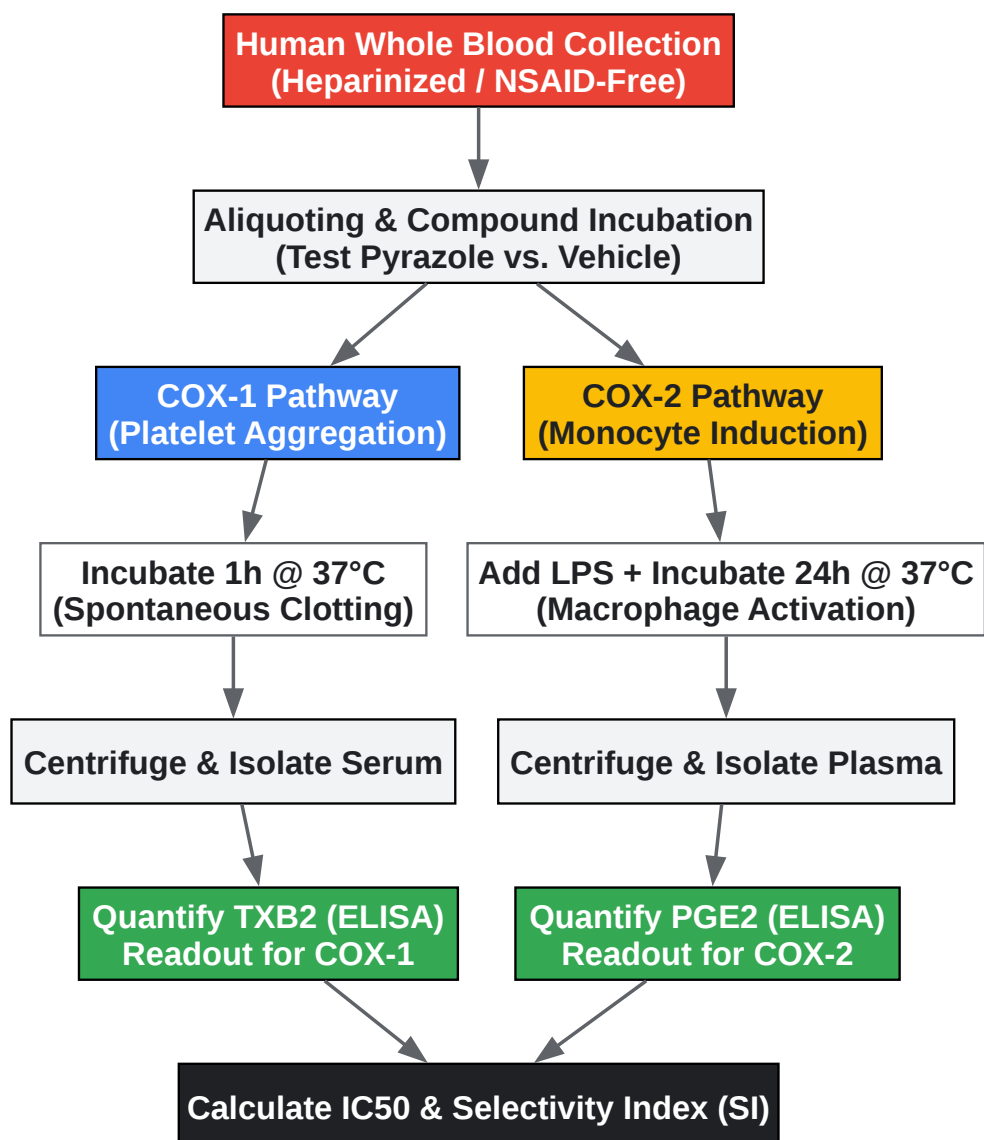 Human Whole Blood Collection
(Heparinized / NSAID-Free)
Aliquoting & Compound Incubation
(Test Pyrazole vs. Vehicle)
COX-1 Pathway
(Platelet Aggregation)
COX-2 Pathway
(Monocyte Induction)
Incubate 1h @ 37°C
(Spontaneous Clotting)
Add LPS + Incubate 24h @ 37°C
(Macrophage Activation)
Centrifuge & Isolate Serum
Centrifuge & Isolate Plasma
Quantify TXB2 (ELISA)
Readout for COX-1
Quantify PGE2 (ELISA)
Readout for COX-2
Calculate IC50 & Selectivity Index (SI)